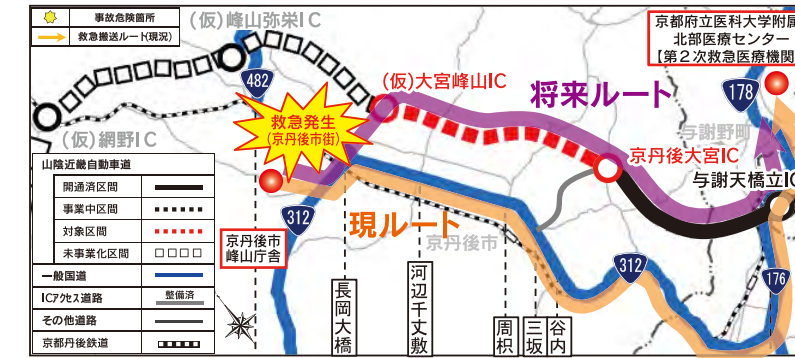 事故危険箇所
救急搬送ルート(現況)
(仮)峰山弥栄IC
京都府立医科大学附属
北部医療センター
【第2次救急医療機関
482
(仮)大宮峰山IC
将来ルート
178
救急発生
(京丹後市街)
(仮)網野IC
与謝野町
京丹後大宮IC
与謝天橋立IC
山陰近畿自動車道
開通済区間
事業中区間
対象区間
未事業化区間
一般国道
ICアクセス道路
整備済
その他道路
京都丹後鉄道
京丹後市
峰山庁舎
312
現ルート
京丹後市
312
176
長岡大橋
河辺千丈敷
周枳
三坂
谷内